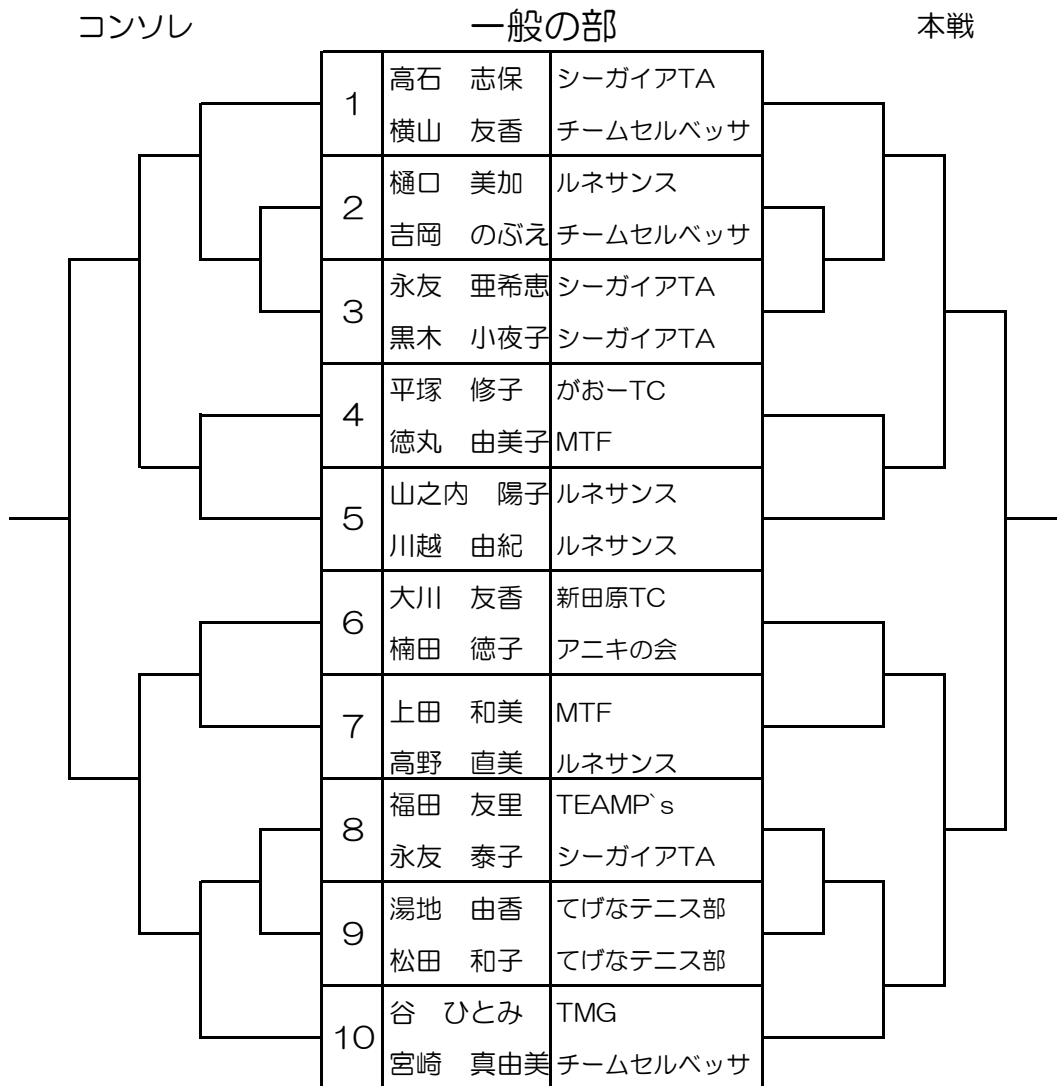 コンソレ 一般の部 本戦
1 高石 志保 シーガイアTA
横山 友香 チームセルベッサ
2 樋口 美加 ルネサンス
吉岡 のぶえ チームセルベッサ
3 永友 亜希恵 シーガイアTA
黒木 小夜子 シーガイアTA
4 平塚 修子 がおーTC
徳丸 由美子 MTF
5 山之内 陽子 ルネサンス
川越 由紀 ルネサンス
6 大川 友香 新田原TC
楠田 徳子 アニキの会
7 上田 和美 MTF
高野 直美 ルネサンス
8 福田 友里 TEAMP`s
永友 泰子 シーガイアTA
9 湯地 由香 てげなテニス部
松田 和子 てげなテニス部
10 谷 ひとみ TMG
宮崎 真由美 チームセルベッサ